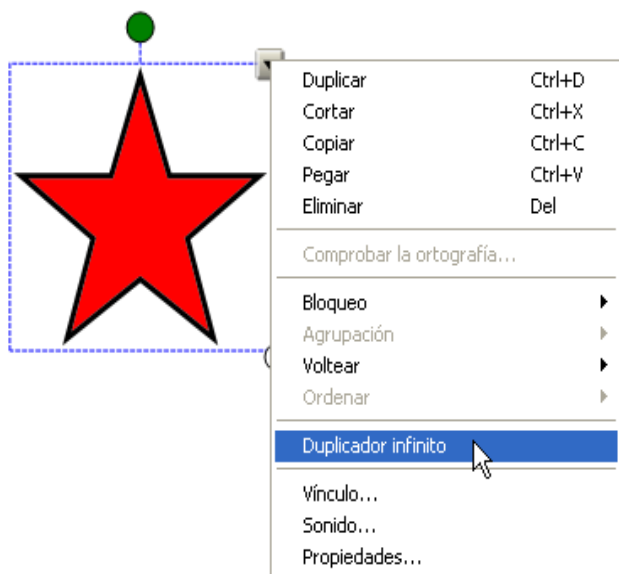 Duplicar Ctrl+D
Cortar Ctrl+X
Copiar Ctrl+C
Pegar Ctrl+V
Eliminar Del
Comprobar la ortografía...
Bloqueo
Agrupación
Voltear
Ordenar
Duplicador infinito
Vínculo...
Sonido...
Propiedades...